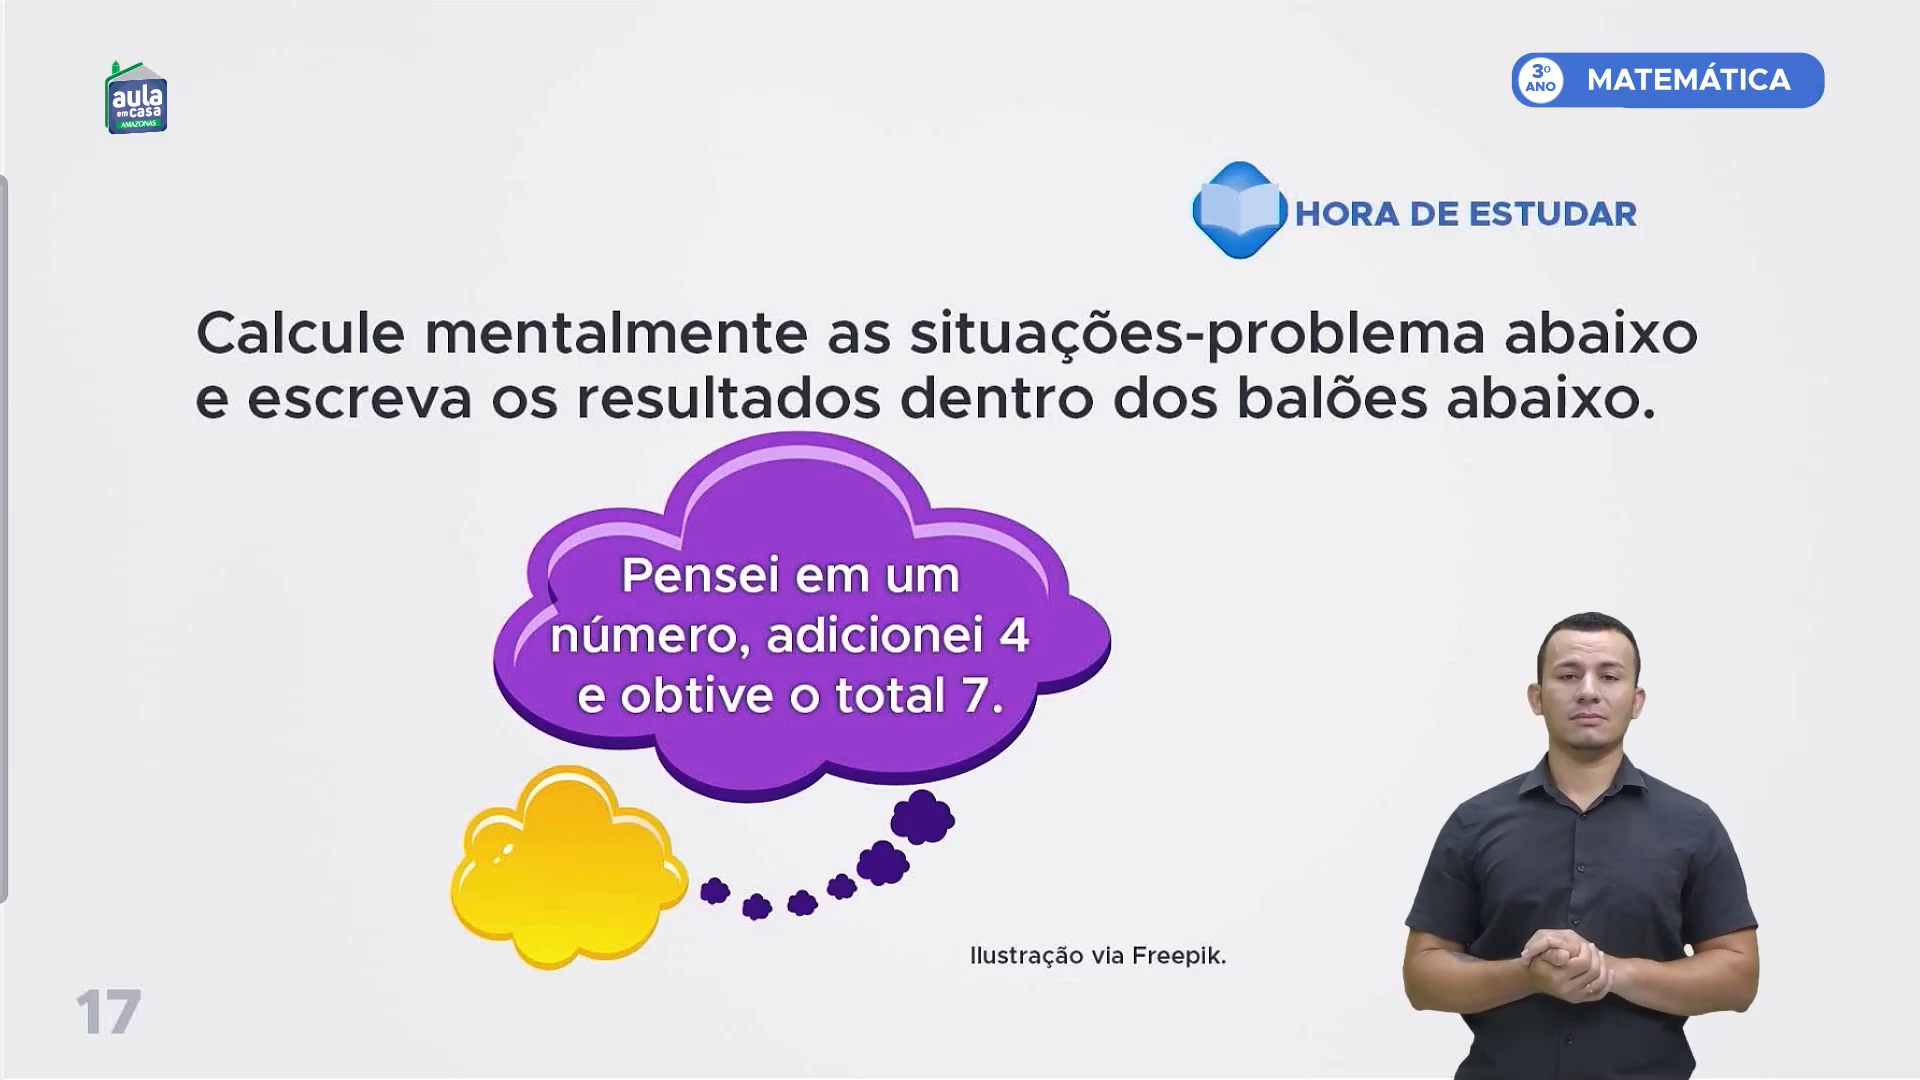 aula
em casa
AMAZONAS
3º
ANO
MATEMÁTICA
HORA DE ESTUDAR
Calcule mentalmente as situações-problema abaixo
e escreva os resultados dentro dos balões abaixo.
Pensei em um
número, adicionei 4
e obtive o total 7.
Ilustração via Freepik.
17